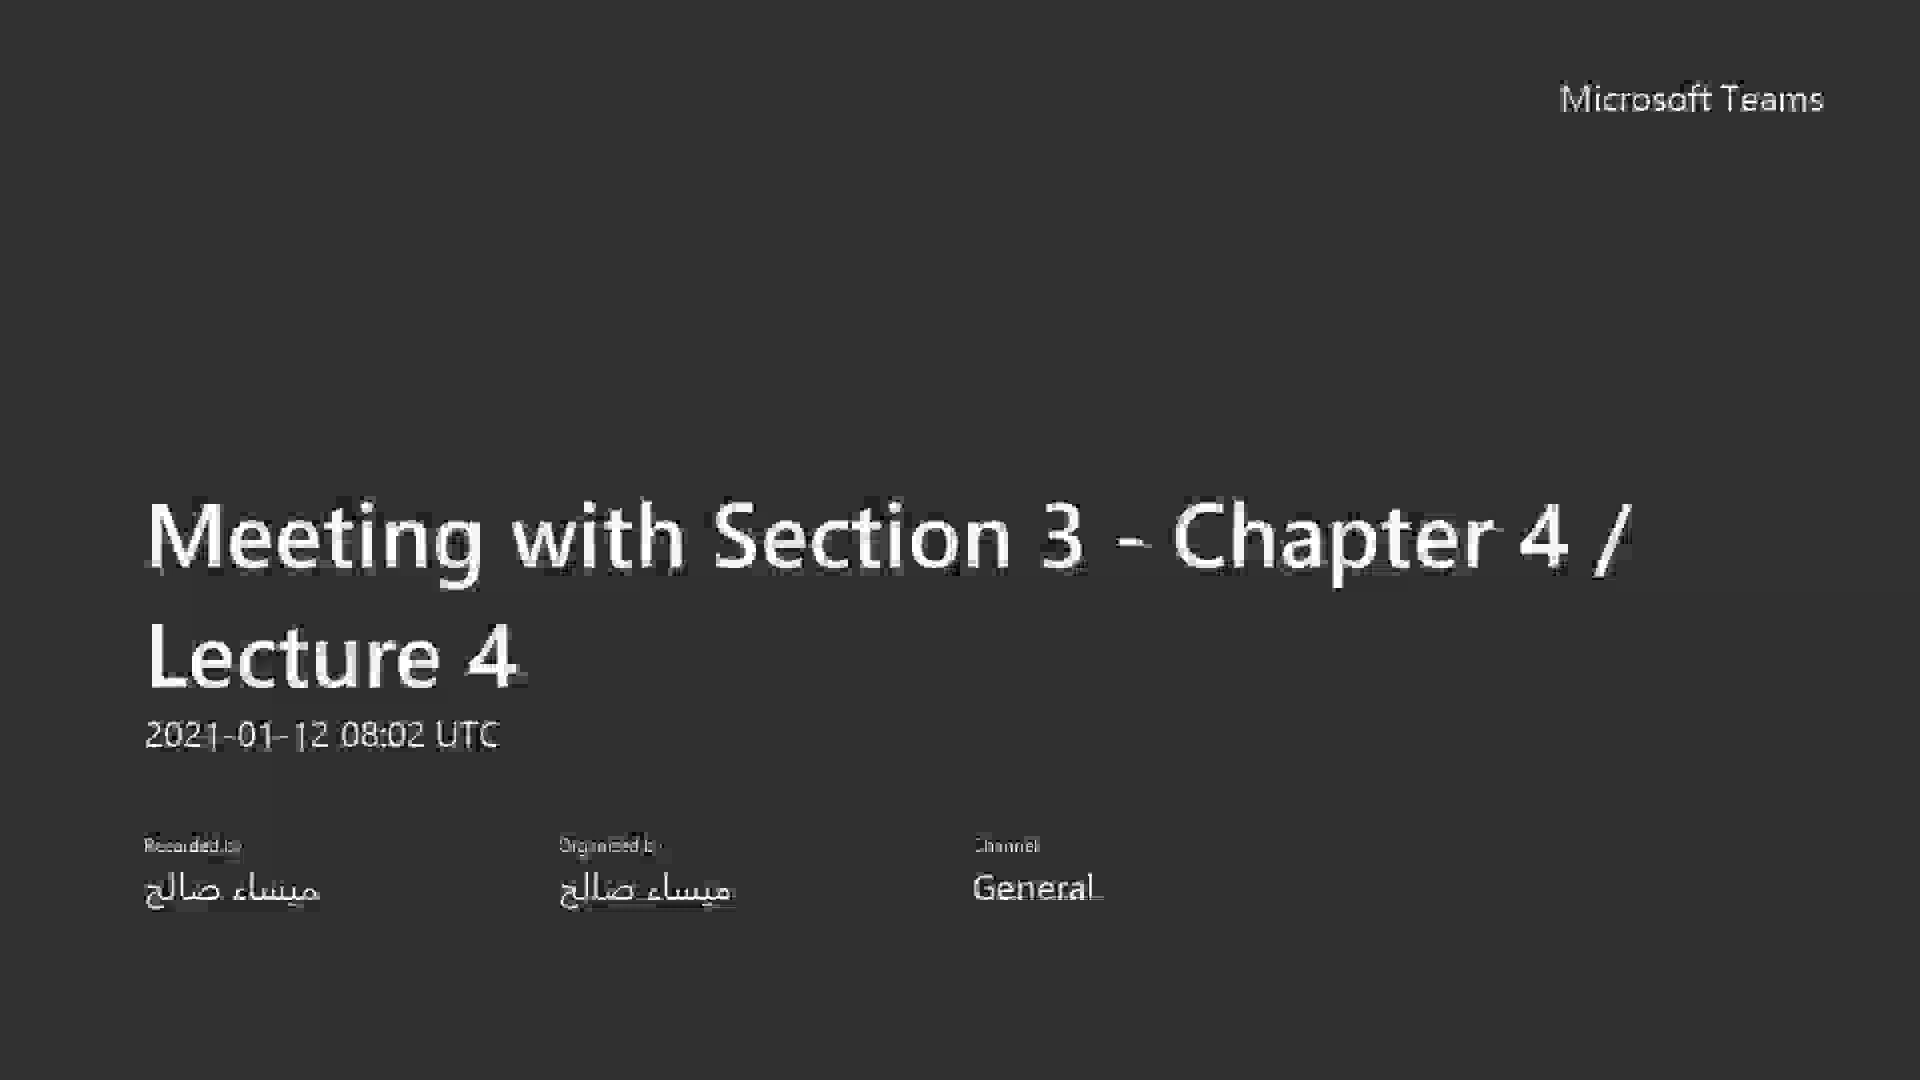 Microsoft Teams
Meeting with Section 3 - Chapter 4 /
Lecture 4
2021-01-12 08:02 UTC
Recorded by
Organized by
Channel
ميساء صالح
ميساء صالح
General